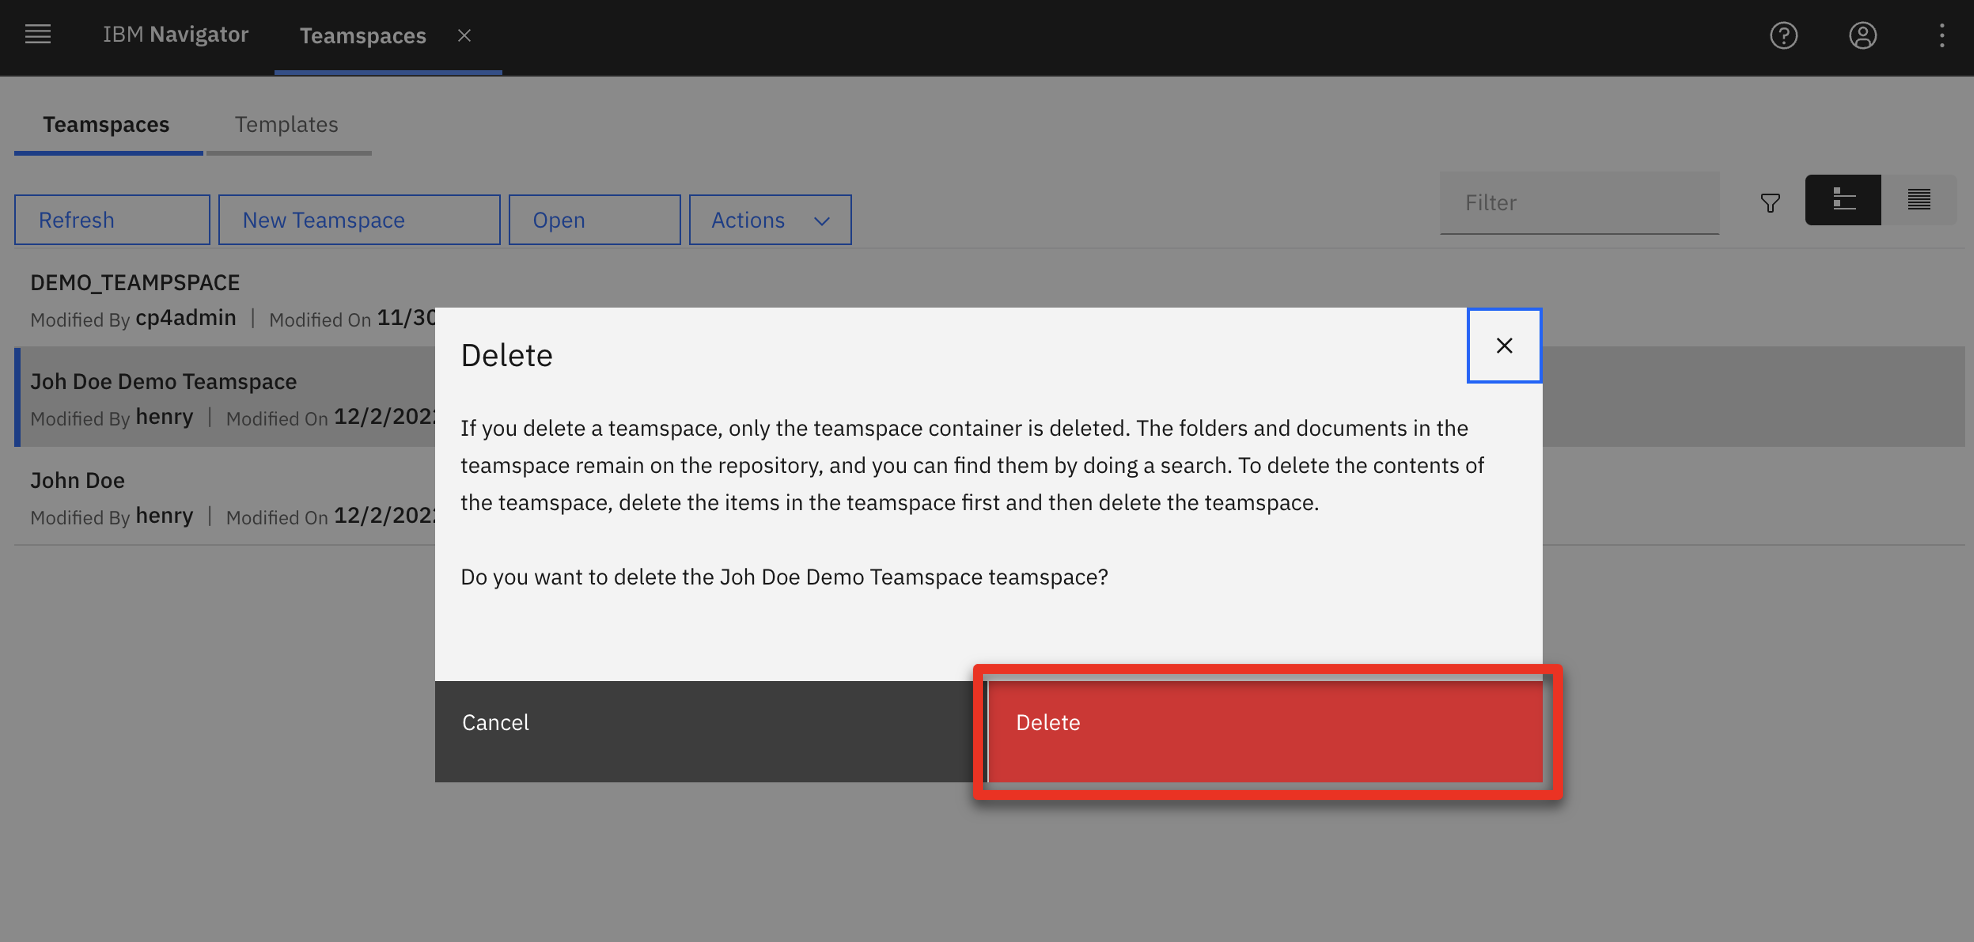 IBM Navigator
Teamspaces
Teamspaces
Templates
Refresh
New Teamspace
Open
Actions
Filter
DEMO_TEAMPSPACE
Modified By cp4admin | Modified On 11/30
Joh Doe Demo Teamspace
Modified By henry | Modified On 12/2/202
John Doe
Modified By henry | Modified On 12/2/202
Delete
If you delete a teamspace, only the teamspace container is deleted. The folders and documents in the
teamspace remain on the repository, and you can find them by doing a search. To delete the contents of
the teamspace, delete the items in the teamspace first and then delete the teamspace.
Do you want to delete the Joh Doe Demo Teamspace teamspace?
Cancel
Delete